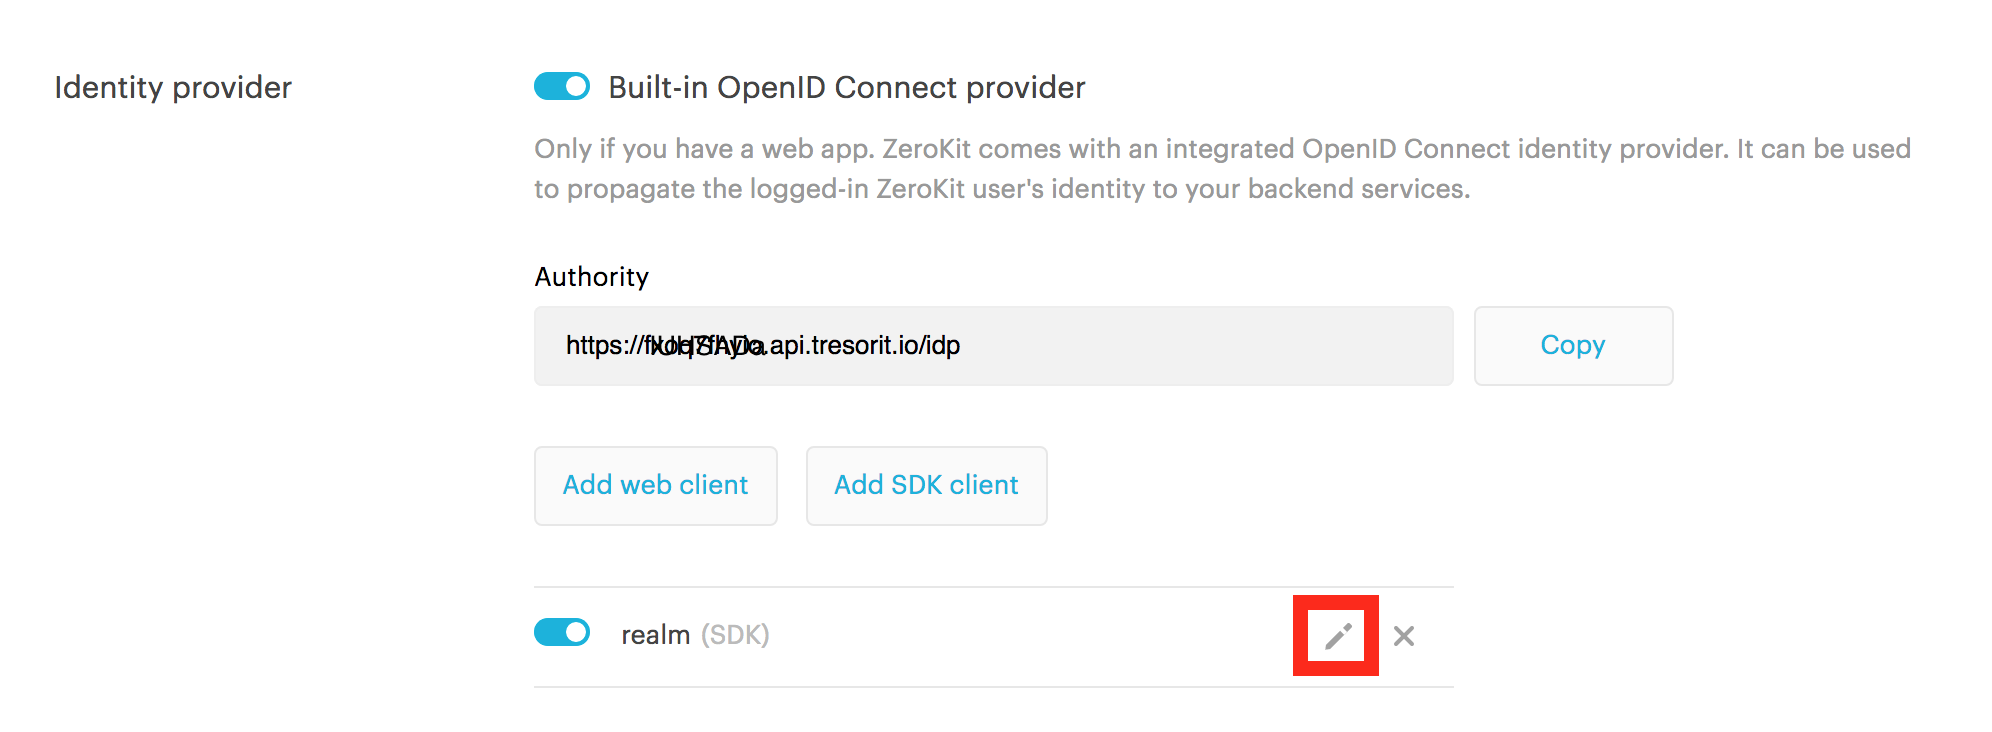 Identity provider
Built-in OpenID Connect provider
Only if you have a web app. ZeroKit comes with an integrated OpenID Connect identity provider. It can be used
to propagate the logged-in ZeroKit user's identity to your backend services.
Authority
https:// .api.tresorit.io/idp
Copy
Add web client
Add SDK client
realm (SDK)